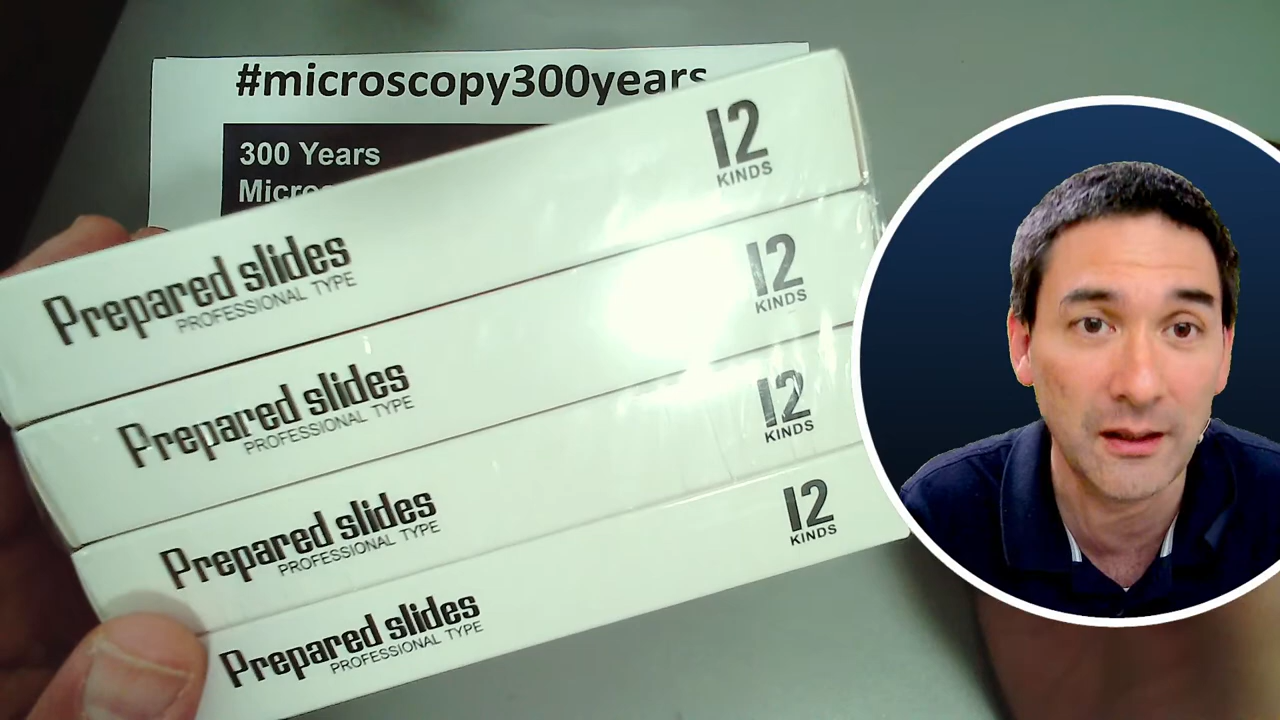 #microscopy300years
300 Years
Prepared slides
PROFESSIONAL TYPE
12
KINDS
Prepared slides
PROFESSIONAL TYPE
12
KINDS
Prepared slides
PROFESSIONAL TYPE
12
KINDS
Prepared slides
PROFESSIONAL TYPE
12
KINDS